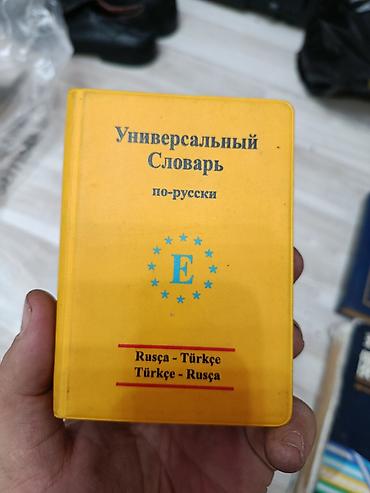 Универсальный
Словарь
по-русски
E
Rusça - Türkçe
Türkçe - Rusça